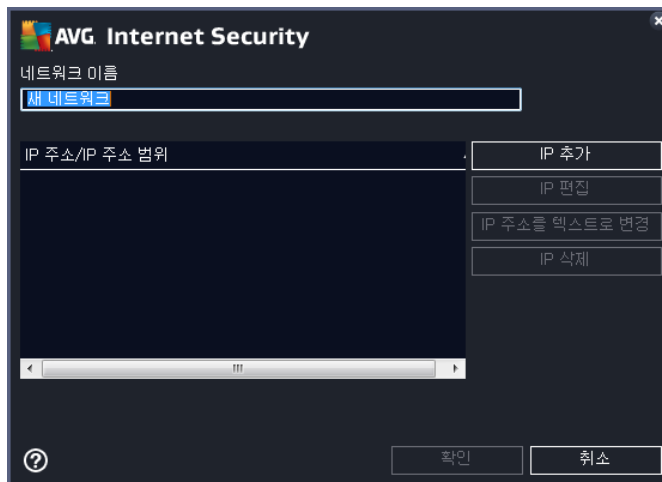 AVG. Internet Security
네트워크 이름
새 네트워크
IP 주소/IP 주소 범위
IP 추가
IP 편집
IP 주소를 텍스트로 변경
IP 삭제
확인
취소